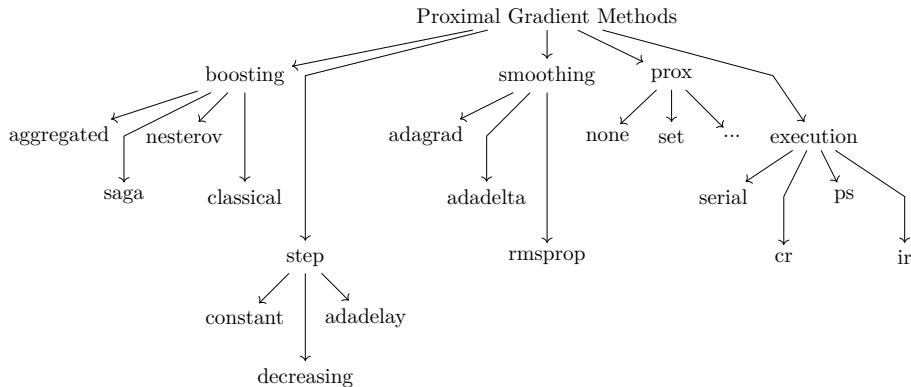 Proximal Gradient Methods
boosting
smoothing
prox
aggregated
nesterov
adagrad
none
set
...
execution
saga
classical
adadelta
serial
ps
step
rmsprop
cr
ir
constant
adadelay
decreasing